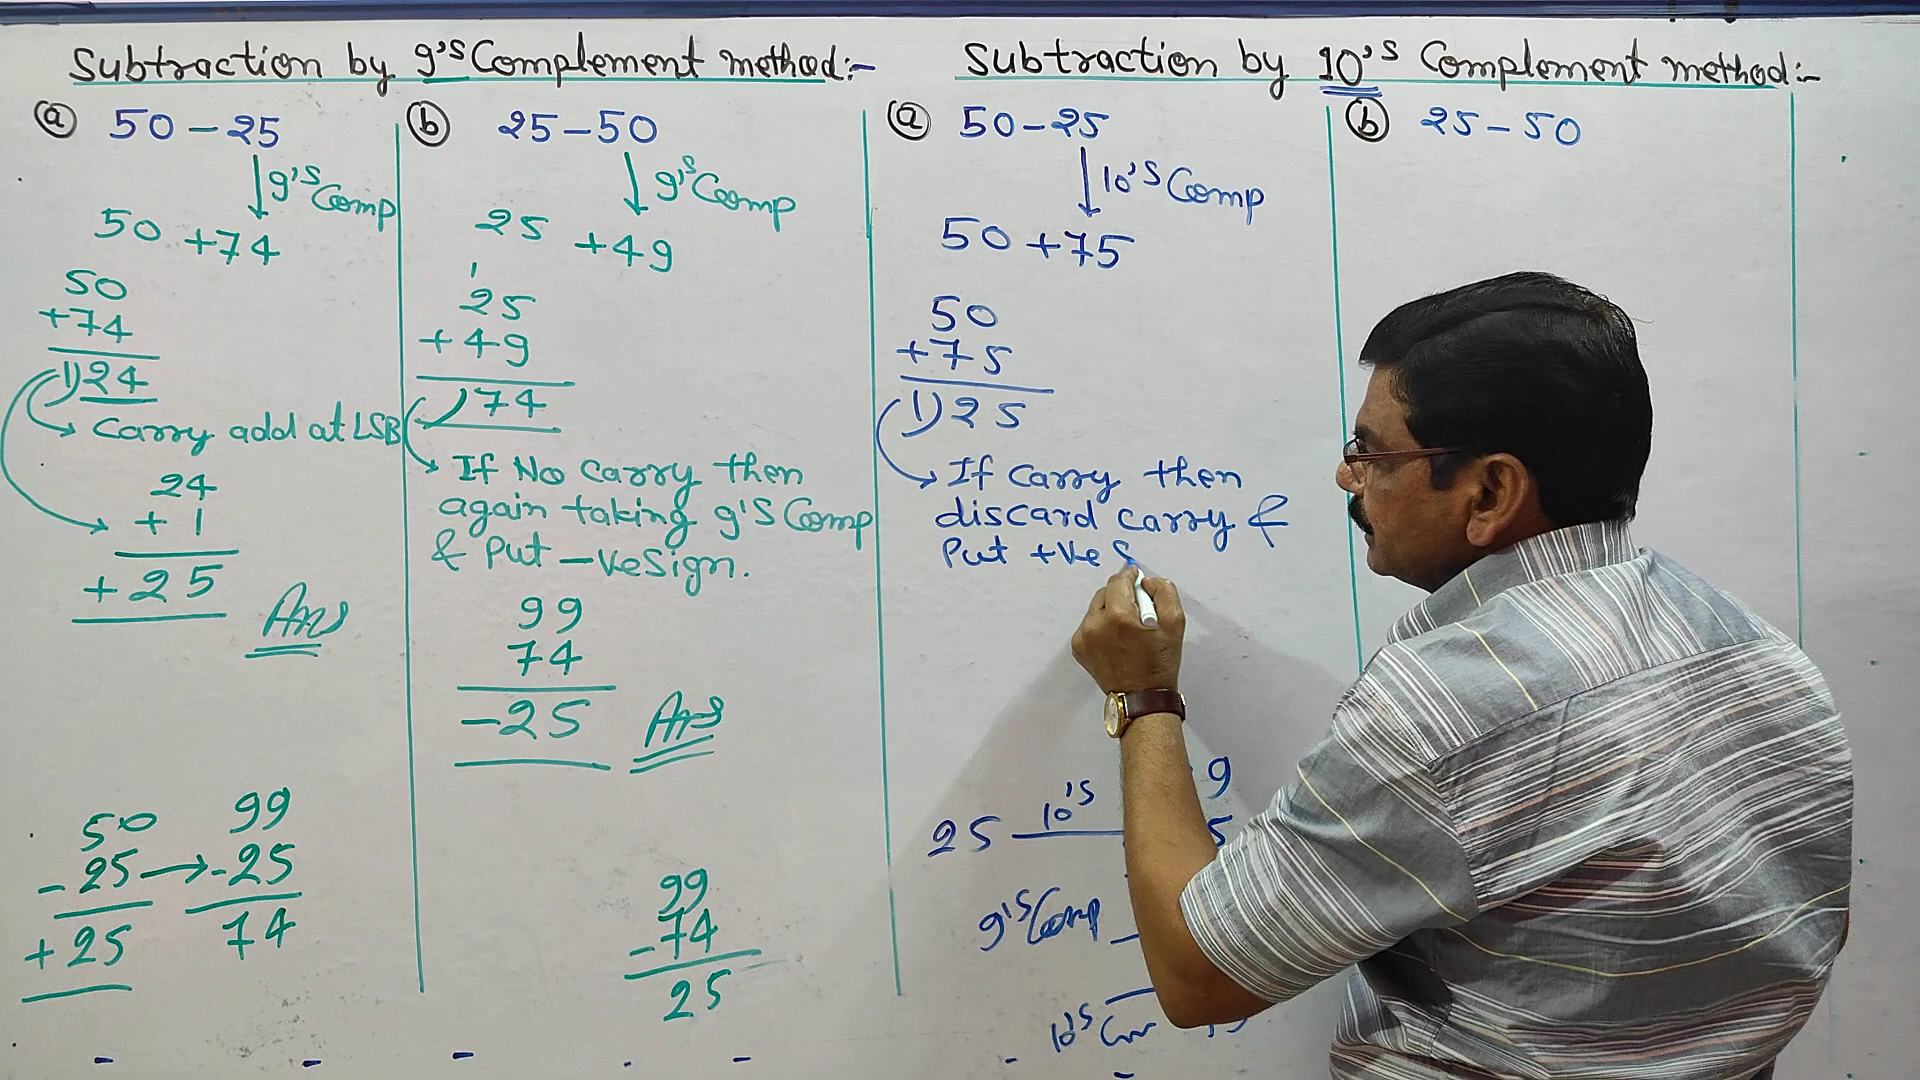 Subtraction by 9's Complement method:-
(a) 50 - 25
9's Comp
50 +74
50
+74
1)24
Carry add at LSB
24
+ 1
+25
Ans
50
-25
+25
99
-25
74
(b) 25-50
9's Comp
25 +49
1
25
+49
)74
If No carry then
again taking 9's Comp
& Put -ve Sign.
99
74
-25
Ans
99
-74
25
Subtraction by 10's Complement method:-
(a) 50-25
10's Comp
50 +75
50
+75
1)25
If Carry then
discard carry &
Put +ve S
25 10's
9
5
9's Comp
10's
(b) 25-50